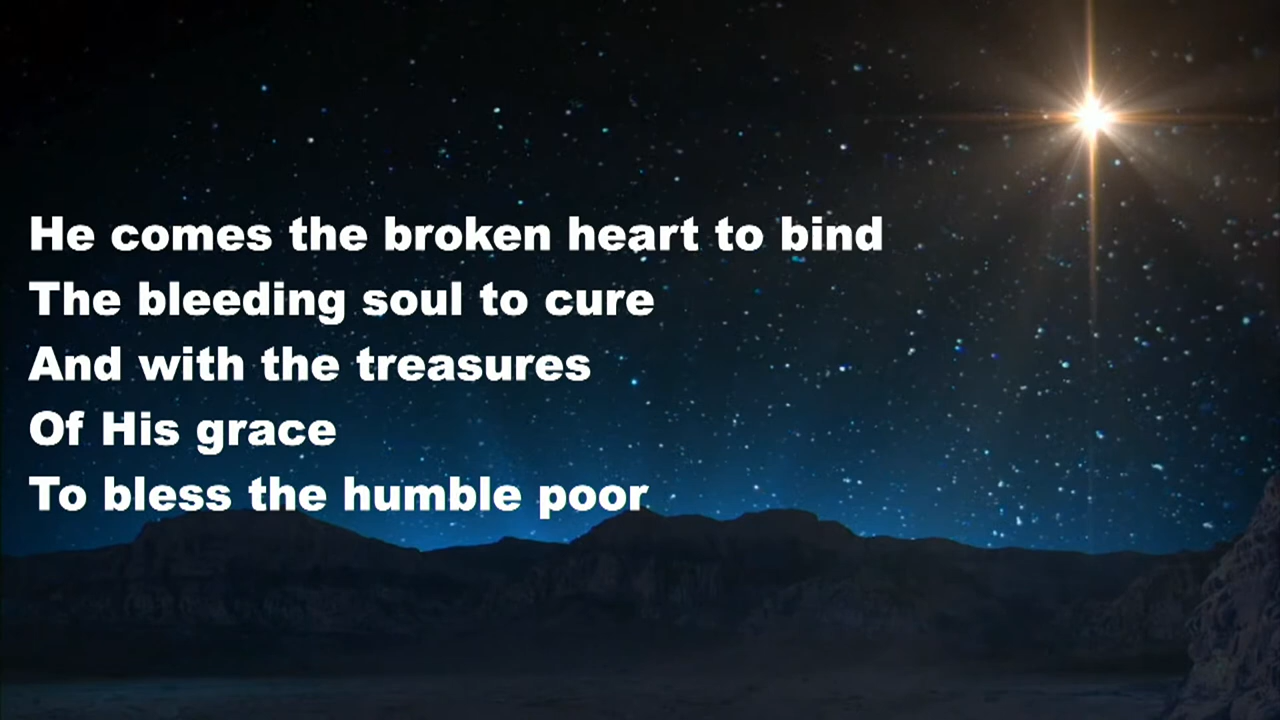 He comes the broken heart to bind
The bleeding soul to cure
And with the treasures
Of His grace
To bless the humble poor